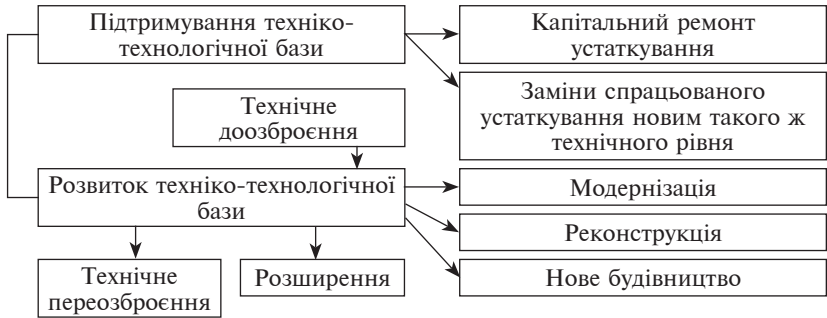 Підтримування техніко-
технологічної бази
Капітальний ремонт
устаткування
Заміни спрацьованого
устаткування новим такого ж
технічного рівня
Технічне
доозброєння
Розвиток техніко-технологічної
бази
Модернізація
Реконструкція
Нове будівництво
Технічне
переозброєння
Розширення